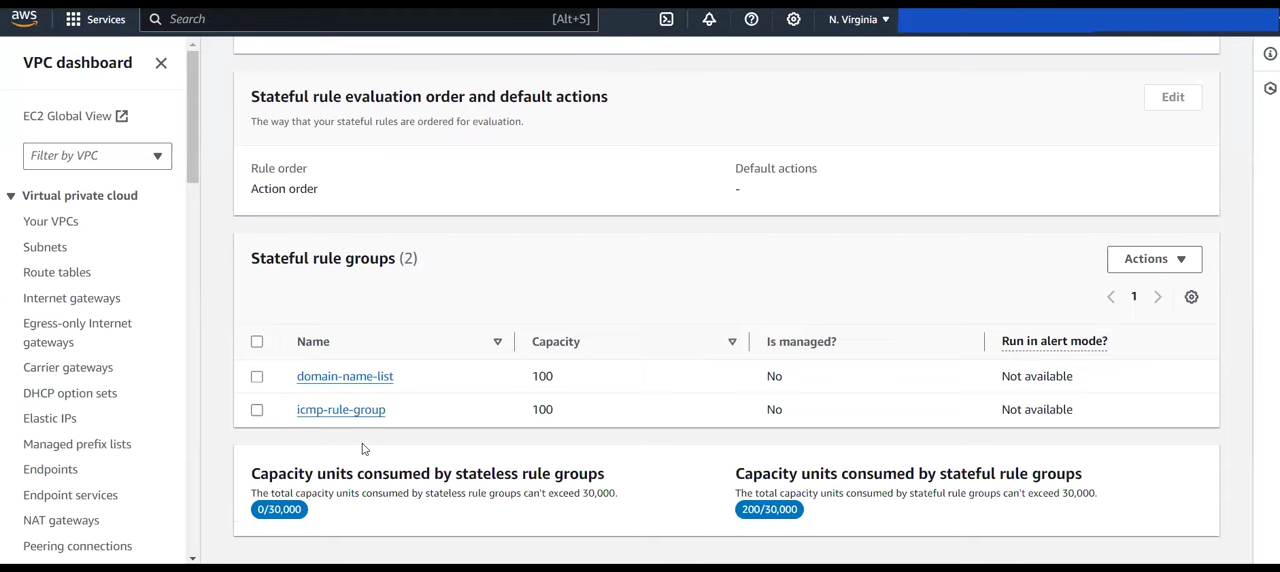 aws
Services
Search
[Alt+S]
N. Virginia
VPC dashboard
EC2 Global View
Filter by VPC
Virtual private cloud
Your VPCs
Subnets
Route tables
Internet gateways
Egress-only Internet
gateways
Carrier gateways
DHCP option sets
Elastic IPs
Managed prefix lists
Endpoints
Endpoint services
NAT gateways
Peering connections
Stateful rule evaluation order and default actions
Edit
The way that your stateful rules are ordered for evaluation.
Rule order
Default actions
Action order
-
Stateful rule groups (2)
Actions
1
Name Capacity Is managed? Run in alert mode?
domain-name-list 100 No Not available
icmp-rule-group 100 No Not available
Capacity units consumed by stateless rule groups
The total capacity units consumed by stateless rule groups can't exceed 30,000.
0/30,000
Capacity units consumed by stateful rule groups
The total capacity units consumed by stateful rule groups can't exceed 30,000.
200/30,000